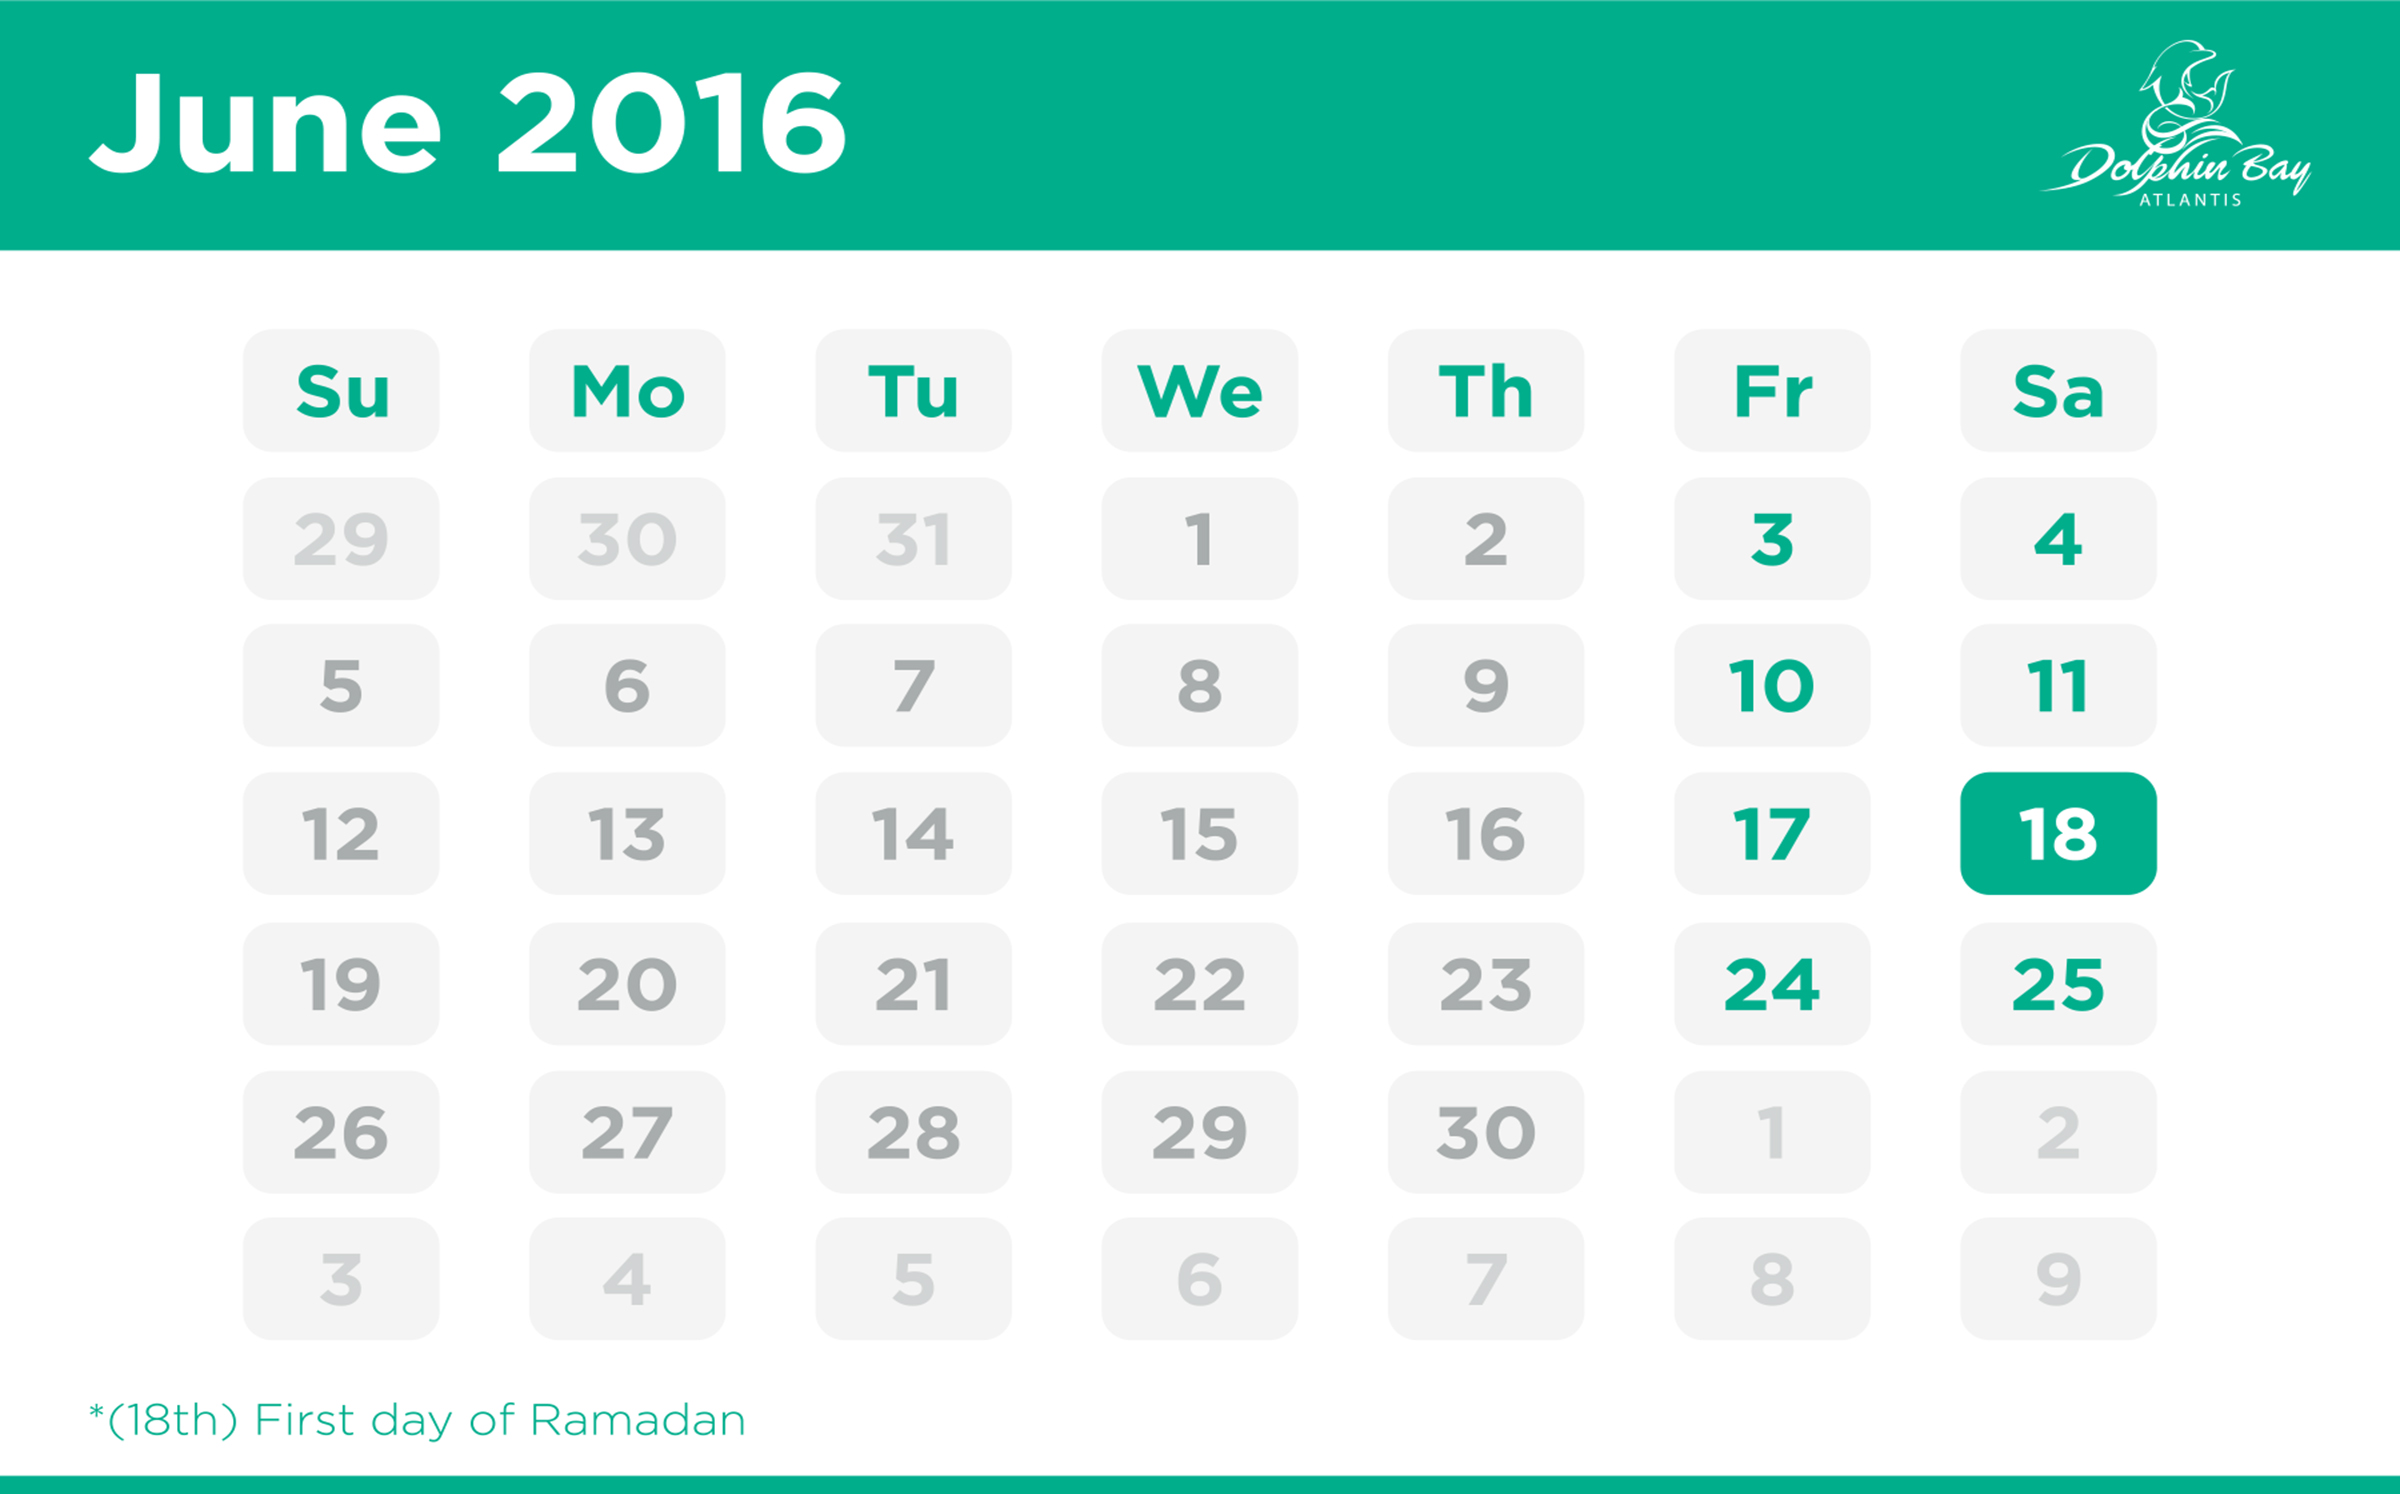 June 2016
Dolphin Bay
ATLANTIS
Su Mo Tu We Th Fr Sa
29 30 31 1 2 3 4
5 6 7 8 9 10 11
12 13 14 15 16 17 18
19 20 21 22 23 24 25
26 27 28 29 30 1 2
3 4 5 6 7 8 9
*(18th) First day of Ramadan